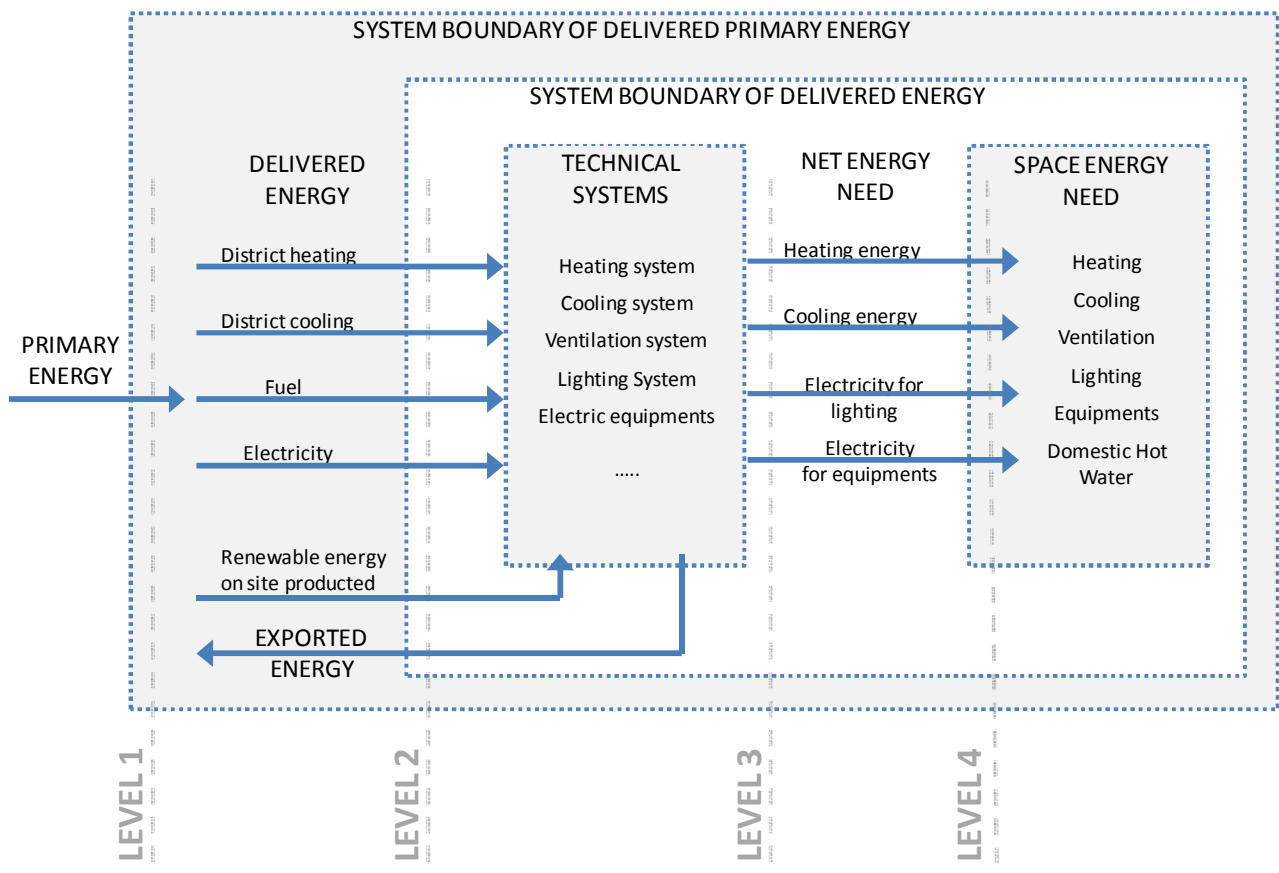 SYSTEM BOUNDARY OF DELIVERED PRIMARY ENERGY
SYSTEM BOUNDARY OF DELIVERED ENERGY
DELIVERED
ENERGY
TECHNICAL
SYSTEMS
NET ENERGY
NEED
SPACE ENERGY
NEED
PRIMARY
ENERGY
District heating
District cooling
Fuel
Electricity
Renewable energy
on site producted
EXPORTED
ENERGY
Heating system
Cooling system
Ventilation system
Lighting System
Electric equipments
.....
Heating energy
Cooling energy
Electricity for
lighting
Electricity
for equipments
Heating
Cooling
Ventilation
Lighting
Equipments
Domestic Hot
Water
LEVEL 1
LEVEL 2
LEVEL 3
LEVEL 4